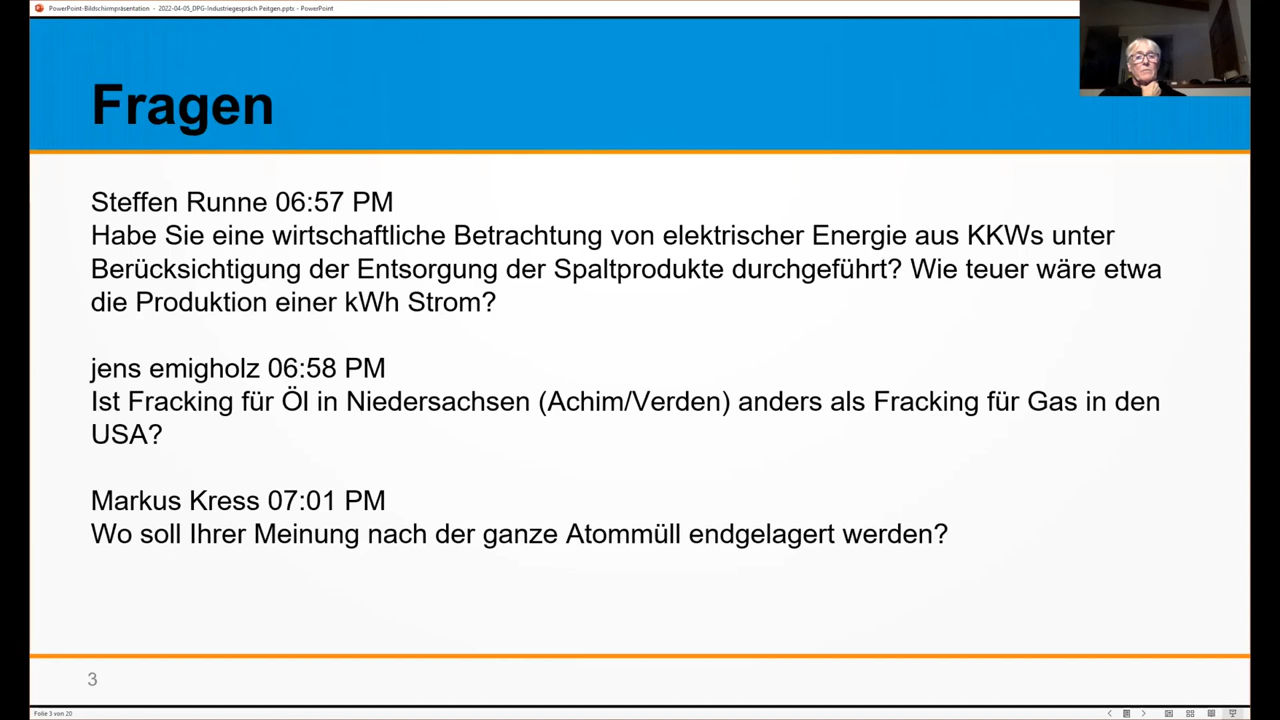 PowerPoint-Bildschirmpräsentation - 2022-04-05_DPG-Industriegespräch Peitgen.pptx - PowerPoint
Fragen
Steffen Runne 06:57 PM
Habe Sie eine wirtschaftliche Betrachtung von elektrischer Energie aus KKWs unter
Berücksichtigung der Entsorgung der Spaltprodukte durchgeführt? Wie teuer wäre etwa
die Produktion einer kWh Strom?
jens emigholz 06:58 PM
Ist Fracking für Öl in Niedersachsen (Achim/Verden) anders als Fracking für Gas in den
USA?
Markus Kress 07:01 PM
Wo soll Ihrer Meinung nach der ganze Atommüll endgelagert werden?
3
Folie 3 von 20